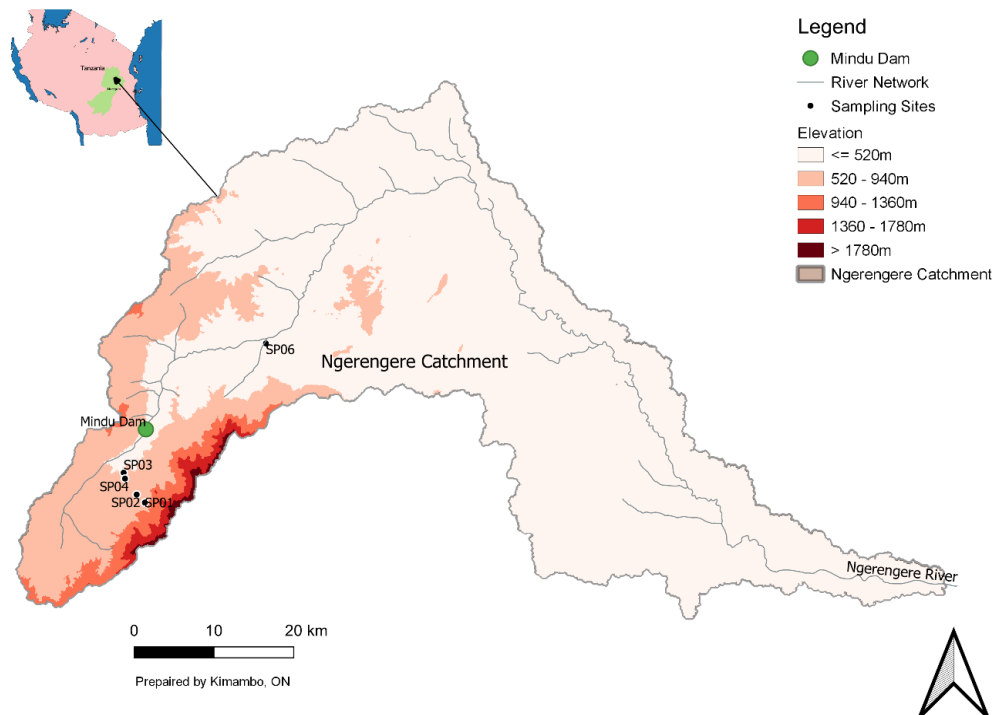 Tanzania
Legend
Mindu Dam
River Network
Sampling Sites
Elevation
<= 520m
520 - 940m
940 - 1360m
1360 - 1780m
> 1780m
Ngerengere Catchment
SP06
Ngerengere Catchment
Mindu Dam
SP03
SP04
SP02
SP01
Ngerengere River
0 10 20 km
Prepaired by Kimambo, ON